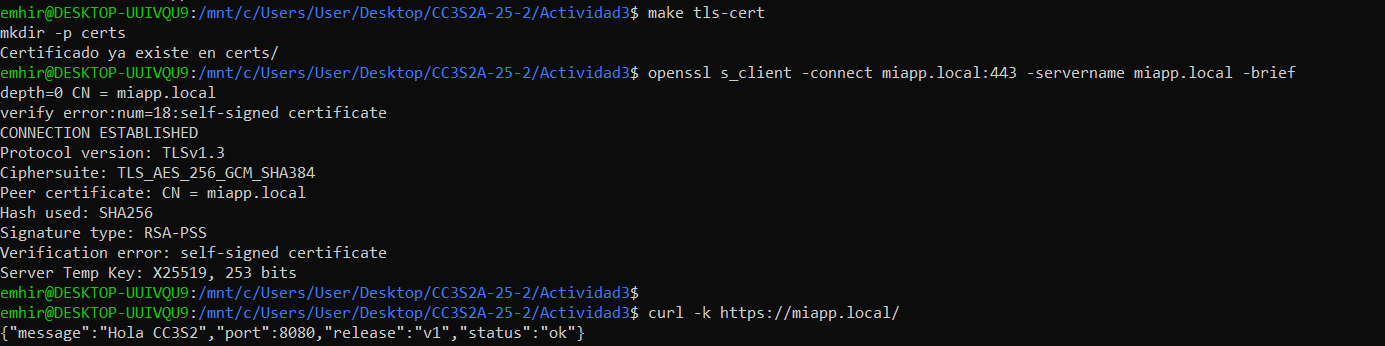 emhir@DESKTOP-UUIVQU9:/mnt/c/Users/User/Desktop/CC3S2A-25-2/Actividad3$ make tls-cert
mkdir -p certs
Certificado ya existe en certs/
emhir@DESKTOP-UUIVQU9:/mnt/c/Users/User/Desktop/CC3S2A-25-2/Actividad3$ openssl s_client -connect miapp.local:443 -servername miapp.local -brief
depth=0 CN = miapp.local
verify error:num=18:self-signed certificate
CONNECTION ESTABLISHED
Protocol version: TLSv1.3
Ciphersuite: TLS_AES_256_GCM_SHA384
Peer certificate: CN = miapp.local
Hash used: SHA256
Signature type: RSA-PSS
Verification error: self-signed certificate
Server Temp Key: X25519, 253 bits
emhir@DESKTOP-UUIVQU9:/mnt/c/Users/User/Desktop/CC3S2A-25-2/Actividad3$
emhir@DESKTOP-UUIVQU9:/mnt/c/Users/User/Desktop/CC3S2A-25-2/Actividad3$ curl -k https://miapp.local/
{"message":"Hola CC3S2","port":8080,"release":"v1","status":"ok"}